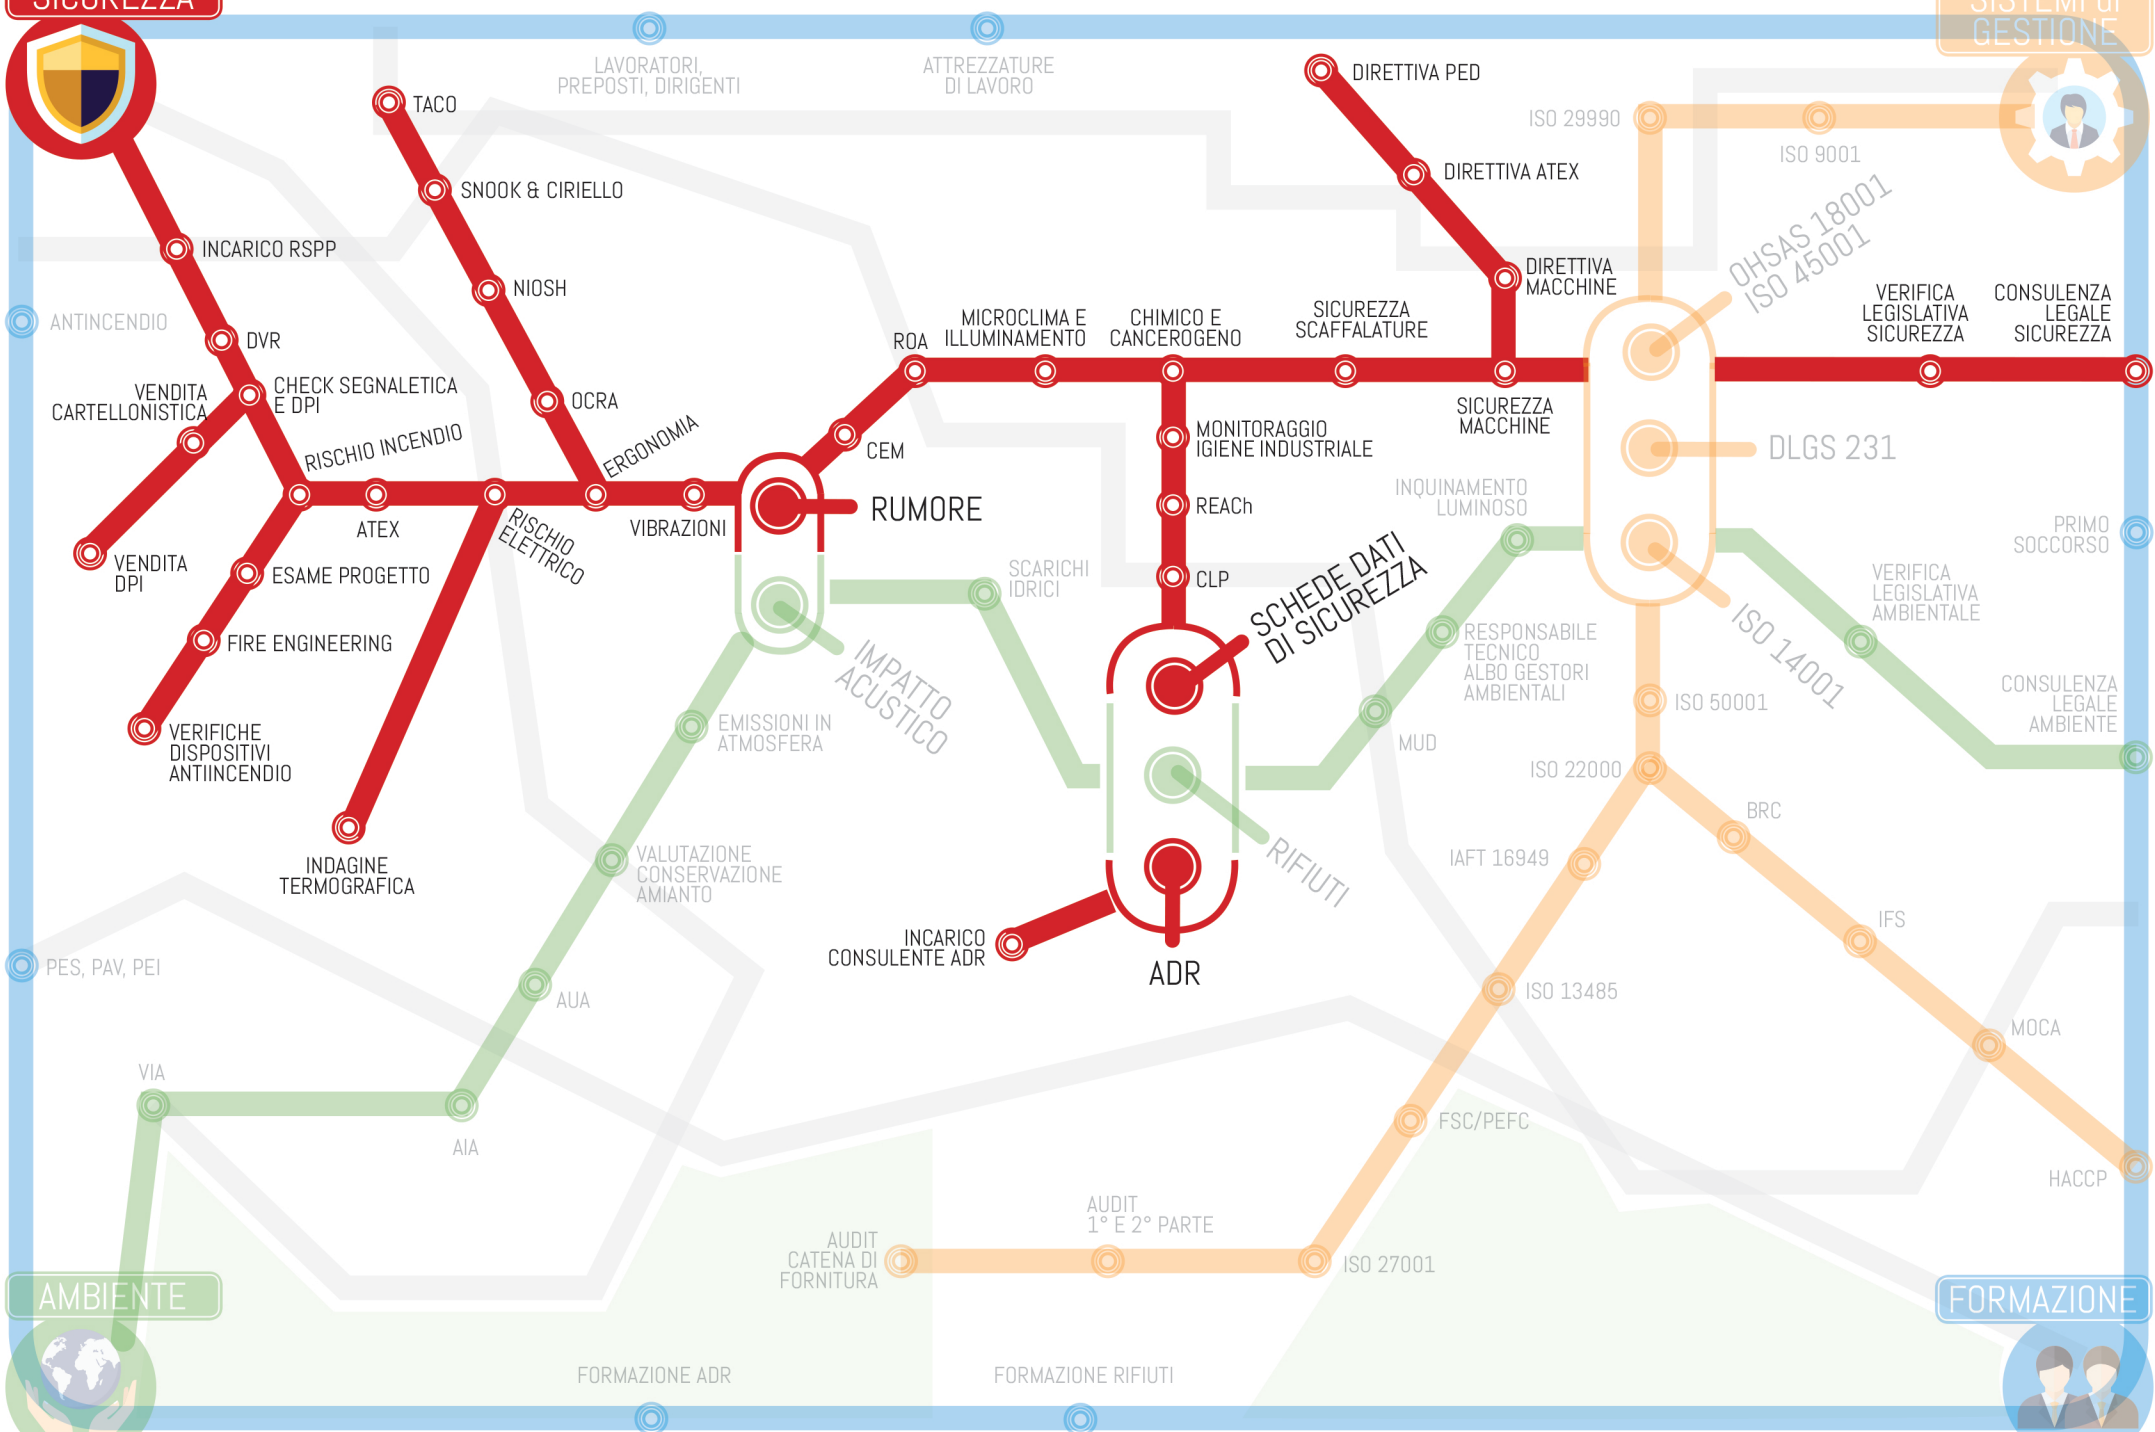 SICUREZZA
SISTEMI di
GESTIONE
LAVORATORI,
PREPOSTI, DIRIGENTI
ATTREZZATURE
DI LAVORO
DIRETTIVA PED
TACO
ISO 29990
ISO 9001
DIRETTIVA ATEX
SNOOK & CIRIELLO
OHSAS 18001
ISO 45001
INCARICO RSPP
NIOSH
DIRETTIVA
MACCHINE
ANTINCENDIO
DVR
ROA
MICROCLIMA E
ILLUMINAMENTO
CHIMICO E
CANCEROGENO
SICUREZZA
SCAFFALATURE
VERIFICA
LEGISLATIVA
SICUREZZA
CONSULENZA
LEGALE
SICUREZZA
VENDITA
CARTELLONISTICA
CHECK SEGNALETICA
E DPI
OCRA
SICUREZZA
MACCHINE
RISCHIO INCENDIO
ERGONOMIA
CEM
MONITORAGGIO
IGIENE INDUSTRIALE
DLGS 231
ATEX
RISCHIO
ELETTRICO
VIBRAZIONI
RUMORE
REACh
INQUINAMENTO
LUMINOSO
PRIMO
SOCCORSO
VENDITA
DPI
ESAME PROGETTO
SCARICHI
IDRICI
CLP
SCHEDE DATI
DI SICUREZZA
VERIFICA
LEGISLATIVA
AMBIENTALE
FIRE ENGINEERING
IMPATTO
ACUSTICO
RESPONSABILE
TECNICO
ALBO GESTORI
AMBIENTALI
ISO 14001
VERIFICHE
DISPOSITIVI
ANTIINCENDIO
EMISSIONI IN
ATMOSFERA
MUD
ISO 50001
CONSULENZA
LEGALE
AMBIENTE
ISO 22000
BRC
INDAGINE
TERMOGRAFICA
VALUTAZIONE
CONSERVAZIONE
AMIANTO
RIFIUTI
IAFT 16949
IFS
INCARICO
CONSULENTE ADR
ADR
PES, PAV, PEI
AUA
ISO 13485
MOCA
VIA
AIA
FSC/PEFC
HACCP
AUDIT
CATENA DI
FORNITURA
AUDIT
1° E 2° PARTE
ISO 27001
AMBIENTE
FORMAZIONE
FORMAZIONE ADR
FORMAZIONE RIFIUTI